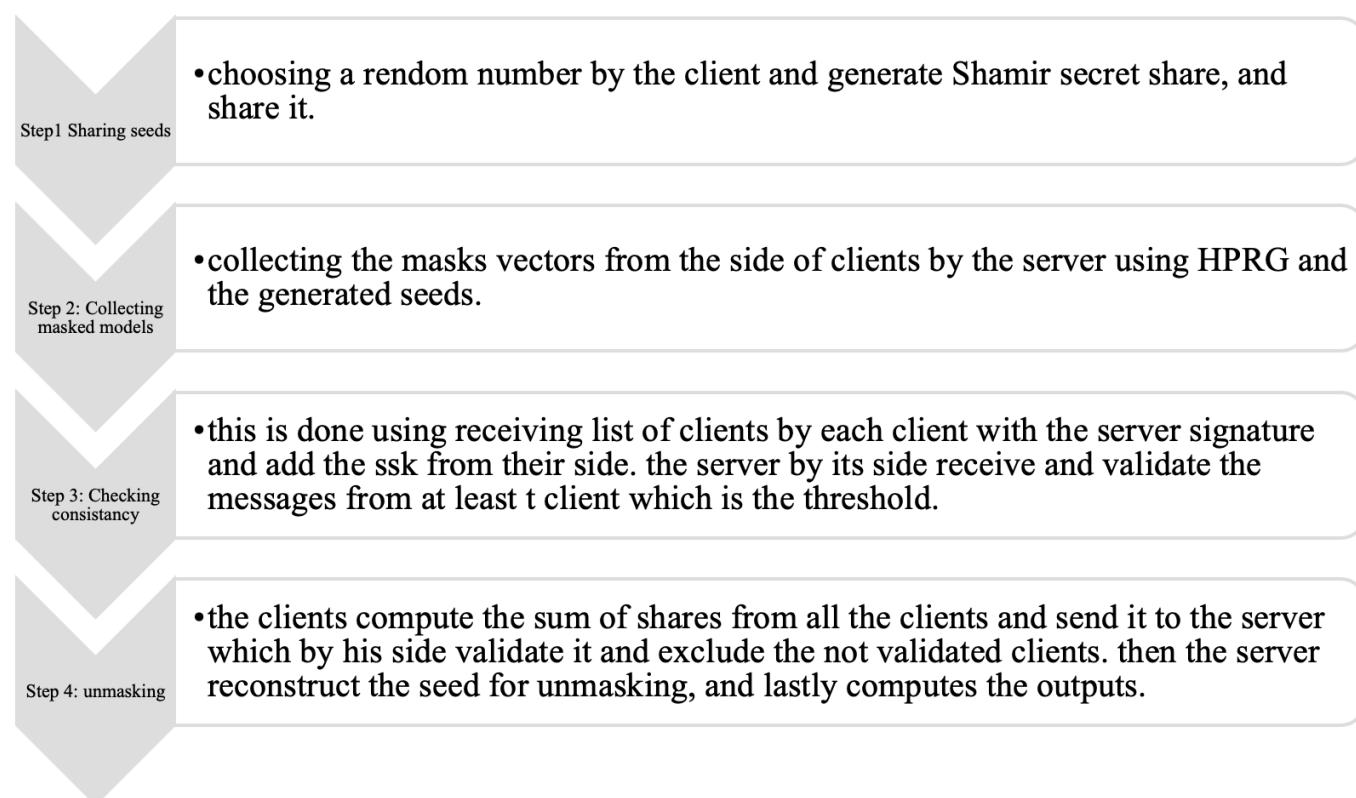 Step1 Sharing seeds
•choosing a rendom number by the client and generate Shamir secret share, and
share it.
Step 2: Collecting
masked models
•collecting the masks vectors from the side of clients by the server using HPRG and
the generated seeds.
Step 3: Checking
consistancy
•this is done using receiving list of clients by each client with the server signature
and add the ssk from their side. the server by its side receive and validate the
messages from at least t client which is the threshold.
Step 4: unmasking
•the clients compute the sum of shares from all the clients and send it to the server
which by his side validate it and exclude the not validated clients. then the server
reconstruct the seed for unmasking, and lastly computes the outputs.